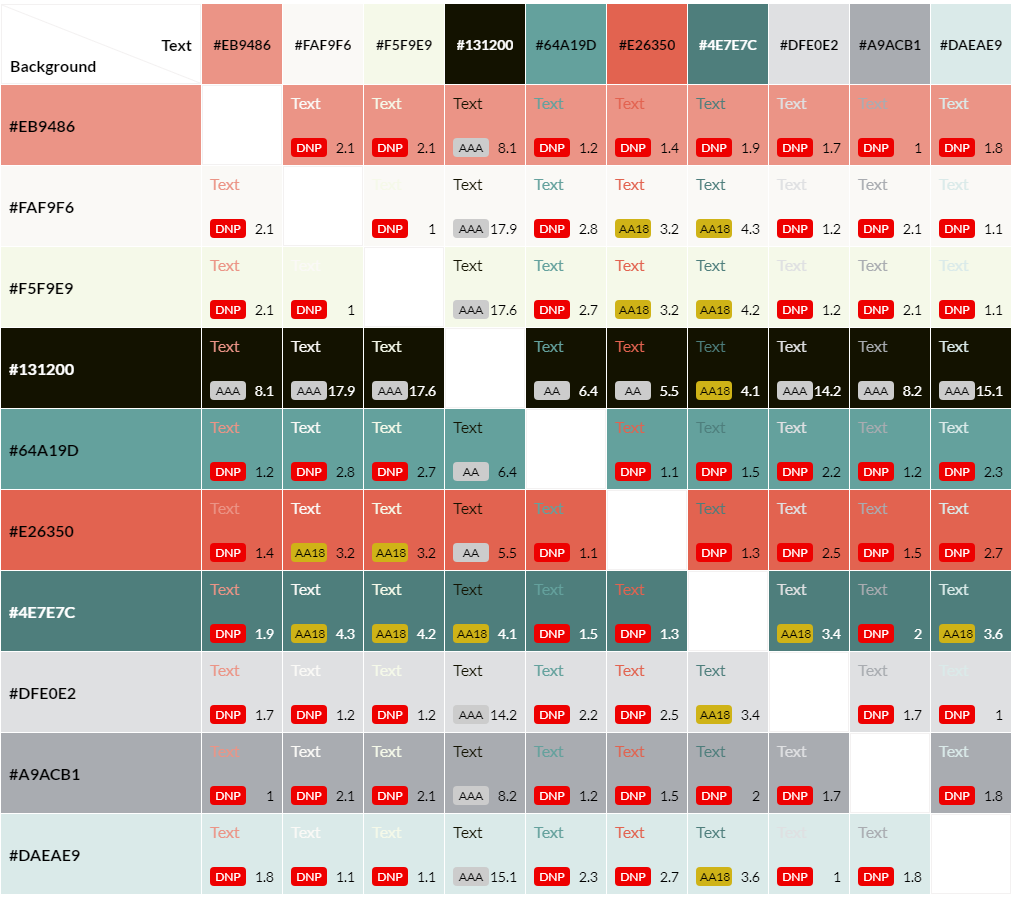 Text
Background
#EB9486 #FAF9F6 #F5F9E9 #131200 #64A19D #E26350 #4E7E7C #DFE0E2 #A9ACB1 #DAEAE9
Text Text Text Text Text Text Text Text Text
#EB9486
DNP 2.1 DNP 2.1 AAA 8.1 DNP 1.2 DNP 1.4 DNP 1.9 DNP 1.7 DNP 1 DNP 1.8
Text Text Text Text Text Text Text Text Text
#FAF9F6
DNP 2.1 DNP 1 AAA 17.9 DNP 2.8 AA18 3.2 AA18 4.3 DNP 1.2 DNP 2.1 DNP 1.1
Text Text Text Text Text Text Text Text Text
#F5F9E9
DNP 2.1 DNP 1 AAA 17.6 DNP 2.7 AA18 3.2 AA18 4.2 DNP 1.2 DNP 2.1 DNP 1.1
Text Text Text Text Text Text Text Text Text
#131200
AAA 8.1 AAA 17.9 AAA 17.6 AA 6.4 AA 5.5 AA18 4.1 AAA 14.2 AAA 8.2 AAA 15.1
Text Text Text Text Text Text Text Text Text
#64A19D
DNP 1.2 DNP 2.8 DNP 2.7 AA 6.4 DNP 1.1 DNP 1.5 DNP 2.2 DNP 1.2 DNP 2.3
Text Text Text Text Text Text Text Text Text
#E26350
DNP 1.4 AA18 3.2 AA18 3.2 AA 5.5 DNP 1.1 DNP 1.3 DNP 2.5 DNP 1.5 DNP 2.7
Text Text Text Text Text Text Text Text Text
#4E7E7C
DNP 1.9 AA18 4.3 AA18 4.2 AA18 4.1 DNP 1.5 DNP 1.3 AA18 3.4 DNP 2 AA18 3.6
Text Text Text Text Text Text Text Text Text
#DFE0E2
DNP 1.7 DNP 1.2 DNP 1.2 AAA 14.2 DNP 2.2 DNP 2.5 AA18 3.4 DNP 1.7 DNP 1
Text Text Text Text Text Text Text Text Text
#A9ACB1
DNP 1 DNP 2.1 DNP 2.1 AAA 8.2 DNP 1.2 DNP 1.5 DNP 2 DNP 1.7 DNP 1.8
Text Text Text Text Text Text Text Text Text
#DAEAE9
DNP 1.8 DNP 1.1 DNP 1.1 AAA 15.1 DNP 2.3 DNP 2.7 AA18 3.6 DNP 1 DNP 1.8